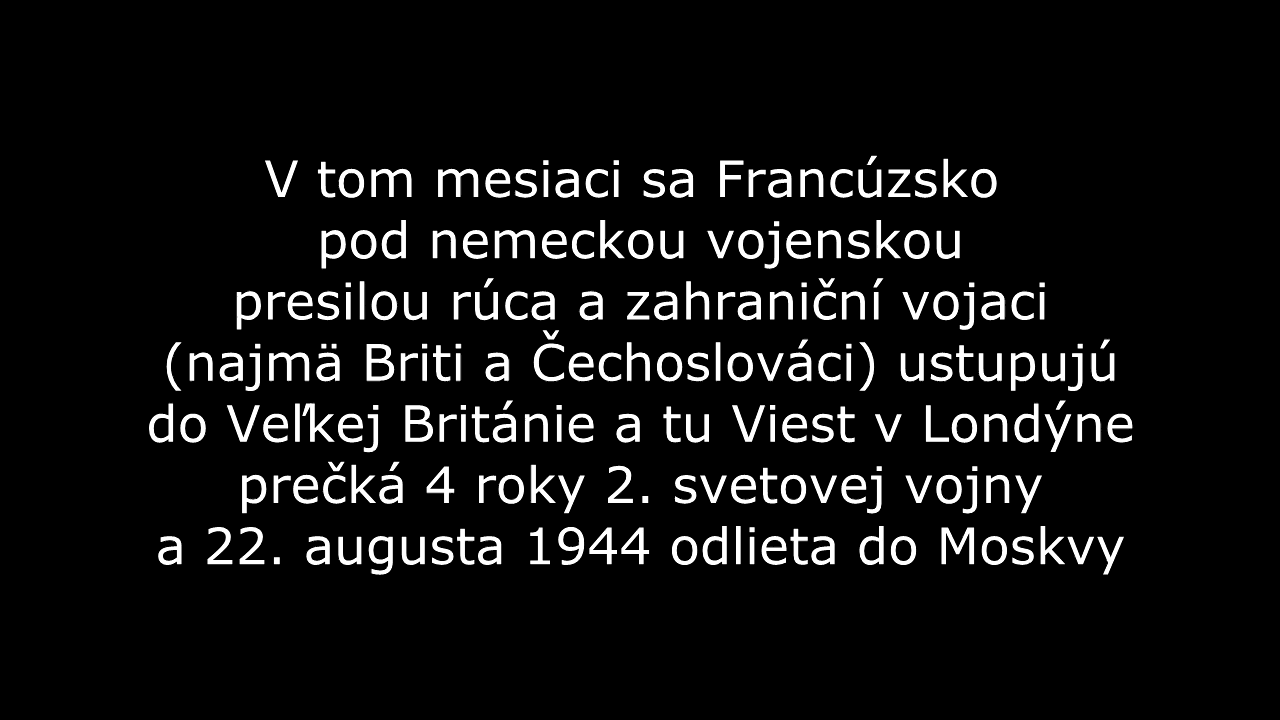 V tom mesiaci sa Francúzsko
pod nemeckou vojenskou
presilou rúca a zahraniční vojaci
(najmä Briti a Čechoslováci) ustupujú
do Veľkej Británie a tu Viest v Londýne
prečká 4 roky 2. svetovej vojny
a 22. augusta 1944 odlieta do Moskvy